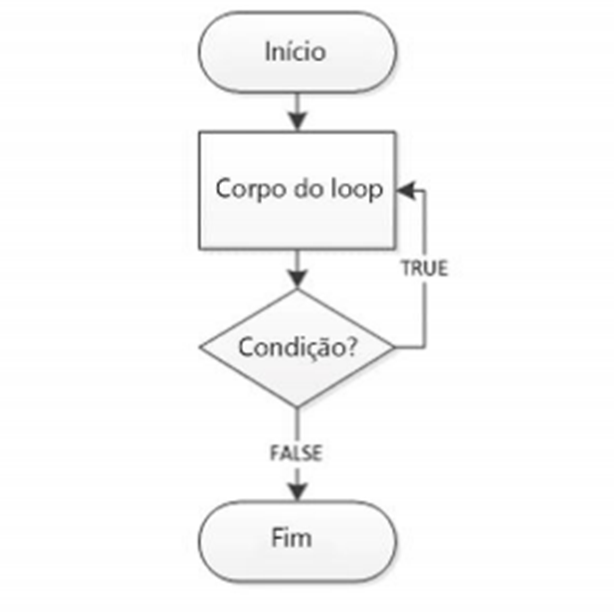 Início
Corpo do loop
TRUE
Condição?
FALSE
Fim